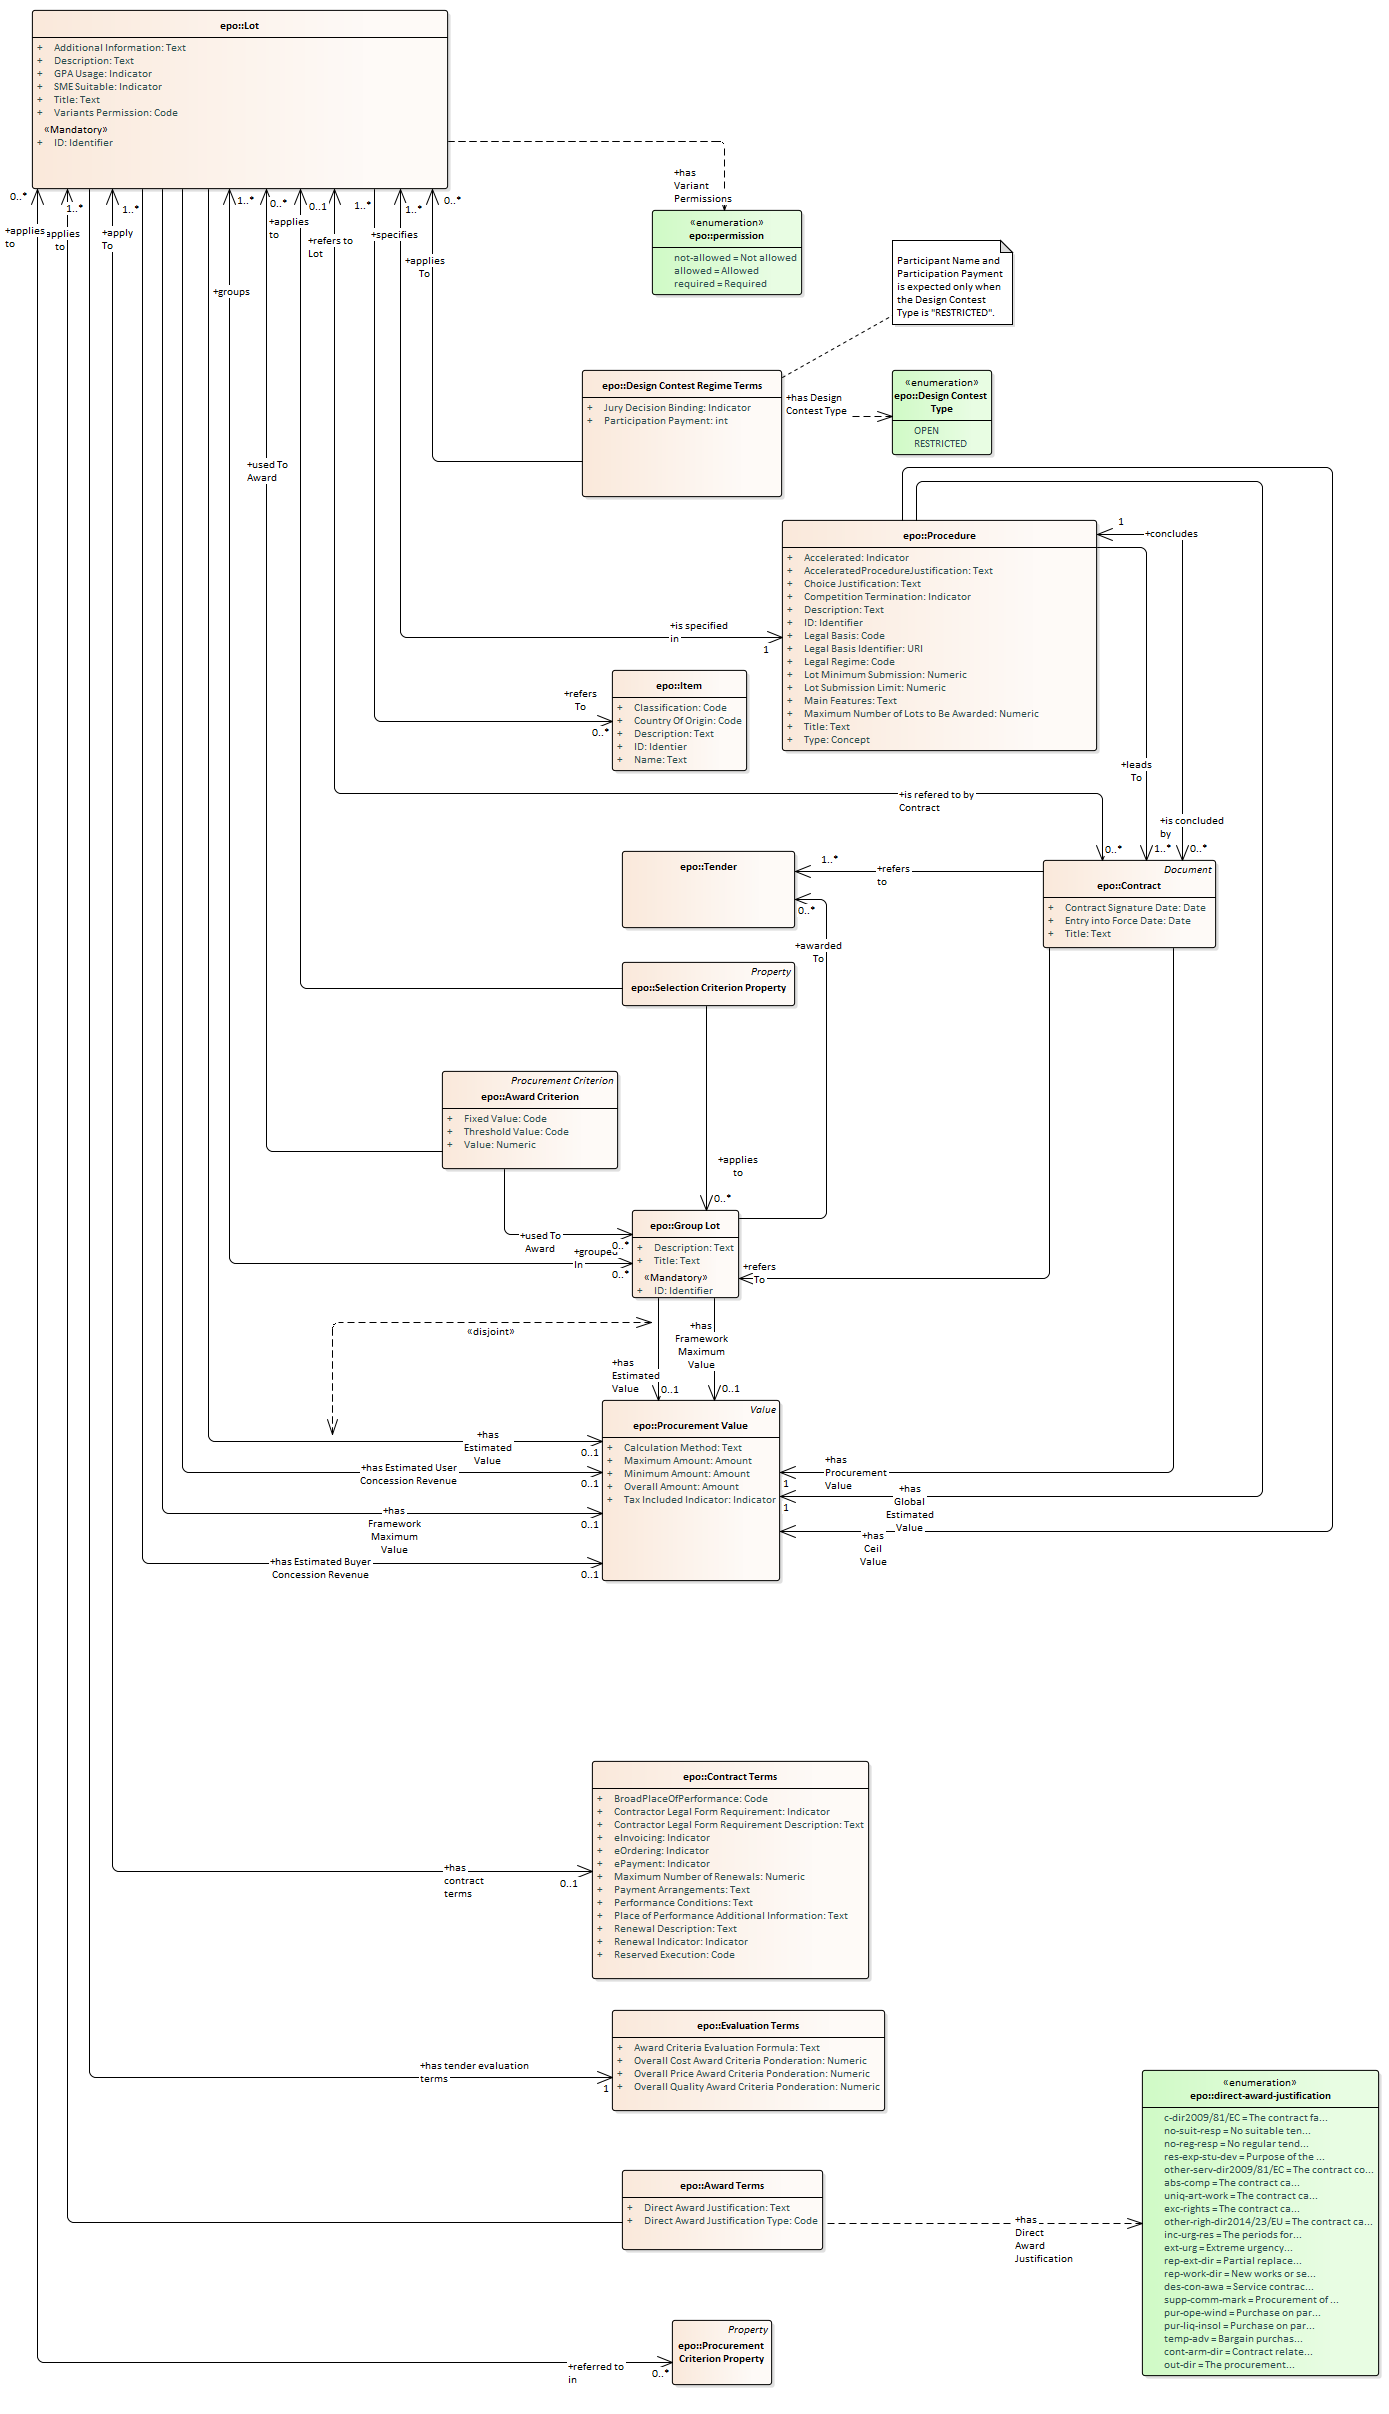 epo::Lot
+ Additional Information: Text
+ Description: Text
+ GPA Usage: Indicator
+ SME Suitable: Indicator
+ Title: Text
+ Variants Permission: Code
«Mandatory»
+ ID: Identifier
+has
Variant
Permissions
0..*
1..*
1..*
1..*
0..*
0..1
1..*
1..*
0..*
+applies
to
applies
to
+apply
To
+groups
+applies
to
+refers to
Lot
+specifies
+applies
To
«enumeration»
epo::permission
not-allowed = Not allowed
allowed = Allowed
required = Required
Participant Name and
Participation Payment
is expected only when
the Design Contest
Type is "RESTRICTED".
epo::Design Contest Regime Terms
+ Jury Decision Binding: Indicator
+ Participation Payment: int
+has Design
Contest Type
«enumeration»
epo::Design Contest
Type
OPEN
RESTRICTED
+used To
Award
epo::Procedure
+ Accelerated: Indicator
+ AcceleratedProcedureJustification: Text
+ Choice Justification: Text
+ Competition Termination: Indicator
+ Description: Text
+ ID: Identifier
+ Legal Basis: Code
+ Legal Basis Identifier: URI
+ Legal Regime: Code
+ Lot Minimum Submission: Numeric
+ Lot Submission Limit: Numeric
+ Main Features: Text
+ Maximum Number of Lots to Be Awarded: Numeric
+ Title: Text
+ Type: Concept
1
+concludes
+is specified
in
1
epo::Item
+ Classification: Code
+ Country Of Origin: Code
+ Description: Text
+ ID: Identier
+ Name: Text
+refers
To
0..*
+leads
To
+is refered to by
Contract
+is concluded
by
0..*
1..*
0..*
epo::Tender
1..*
+refers
to
0..*
+awarded
To
Document
epo::Contract
+ Contract Signature Date: Date
+ Entry into Force Date: Date
+ Title: Text
Property
epo::Selection Criterion Property
Procurement Criterion
epo::Award Criterion
+ Fixed Value: Code
+ Threshold Value: Code
+ Value: Numeric
+applies
to
0..*
epo::Group Lot
+ Description: Text
+ Title: Text
«Mandatory»
+ ID: Identifier
+used To
Award
0..*
+grouped
In
0..*
+refers
To
«disjoint»
+has
Framework
Maximum
Value
+has
Estimated
Value
0..1
0..1
Value
epo::Procurement Value
+ Calculation Method: Text
+ Maximum Amount: Amount
+ Minimum Amount: Amount
+ Overall Amount: Amount
+ Tax Included Indicator: Indicator
+has
Estimated
Value
0..1
+has Estimated User
Concession Revenue
0..1
+has
Framework
Maximum
Value
0..1
+has Estimated Buyer
Concession Revenue
0..1
+has
Procurement
Value
1
+has
Global
Estimated
Value
1
+has
Ceil
Value
epo::Contract Terms
+ BroadPlaceOfPerformance: Code
+ Contractor Legal Form Requirement: Indicator
+ Contractor Legal Form Requirement Description: Text
+ eInvoicing: Indicator
+ eOrdering: Indicator
+ ePayment: Indicator
+ Maximum Number of Renewals: Numeric
+ Payment Arrangements: Text
+ Performance Conditions: Text
+ Place of Performance Additional Information: Text
+ Renewal Description: Text
+ Renewal Indicator: Indicator
+ Reserved Execution: Code
+has
contract
terms
0..1
epo::Evaluation Terms
+ Award Criteria Evaluation Formula: Text
+ Overall Cost Award Criteria Ponderation: Numeric
+ Overall Price Award Criteria Ponderation: Numeric
+ Overall Quality Award Criteria Ponderation: Numeric
+has tender evaluation
terms
1
epo::Award Terms
+ Direct Award Justification: Text
+ Direct Award Justification Type: Code
+has
Direct
Award
Justification
«enumeration»
epo::direct-award-justification
c-dir2009/81/EC = The contract fa...
no-suit-resp = No suitable ten...
no-reg-resp = No regular tend...
res-exp-stu-dev = Purpose of the ...
other-serv-dir2009/81/EC = The contract co...
abs-comp = The contract ca...
uniq-art-work = The contract ca...
exc-rights = The contract ca...
other-righ-dir2014/23/EU = The contract ca...
inc-urg-res = The periods for...
ext-urg = Extreme urgency...
rep-ext-dir = Partial replace...
rep-work-dir = New works or se...
des-con-awa = Service contrac...
supp-comm-mark = Procurement of ...
pur-ope-wind = Purchase on par...
pur-liq-insol = Purchase on par...
temp-adv = Bargain purchas...
cont-arm-dir = Contract relate...
out-dir = The procurement...
Property
epo::Procurement
Criterion Property
+referred to
in
0..*